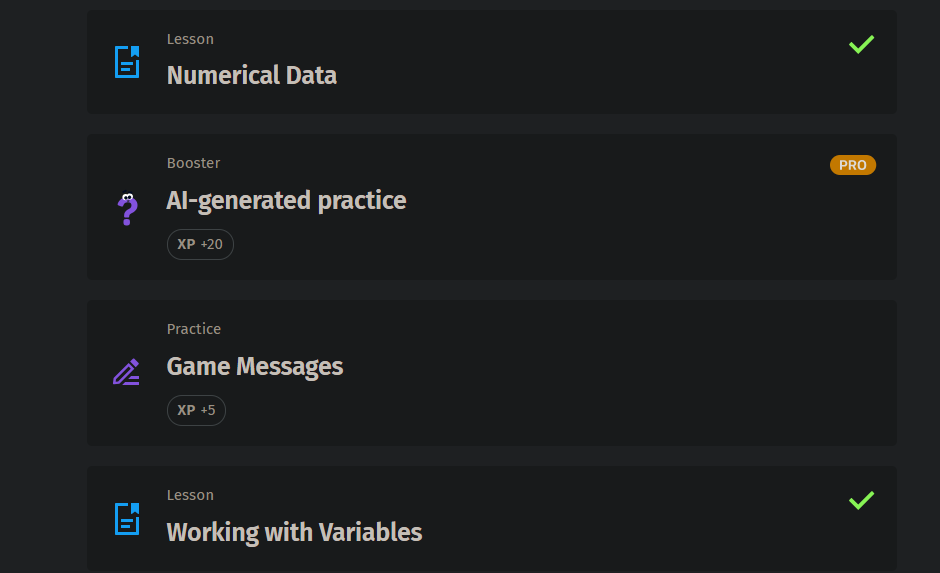 Lesson
Numerical Data
Booster
PRO
AI-generated practice
XP +20
Practice
Game Messages
XP +5
Lesson
Working with Variables